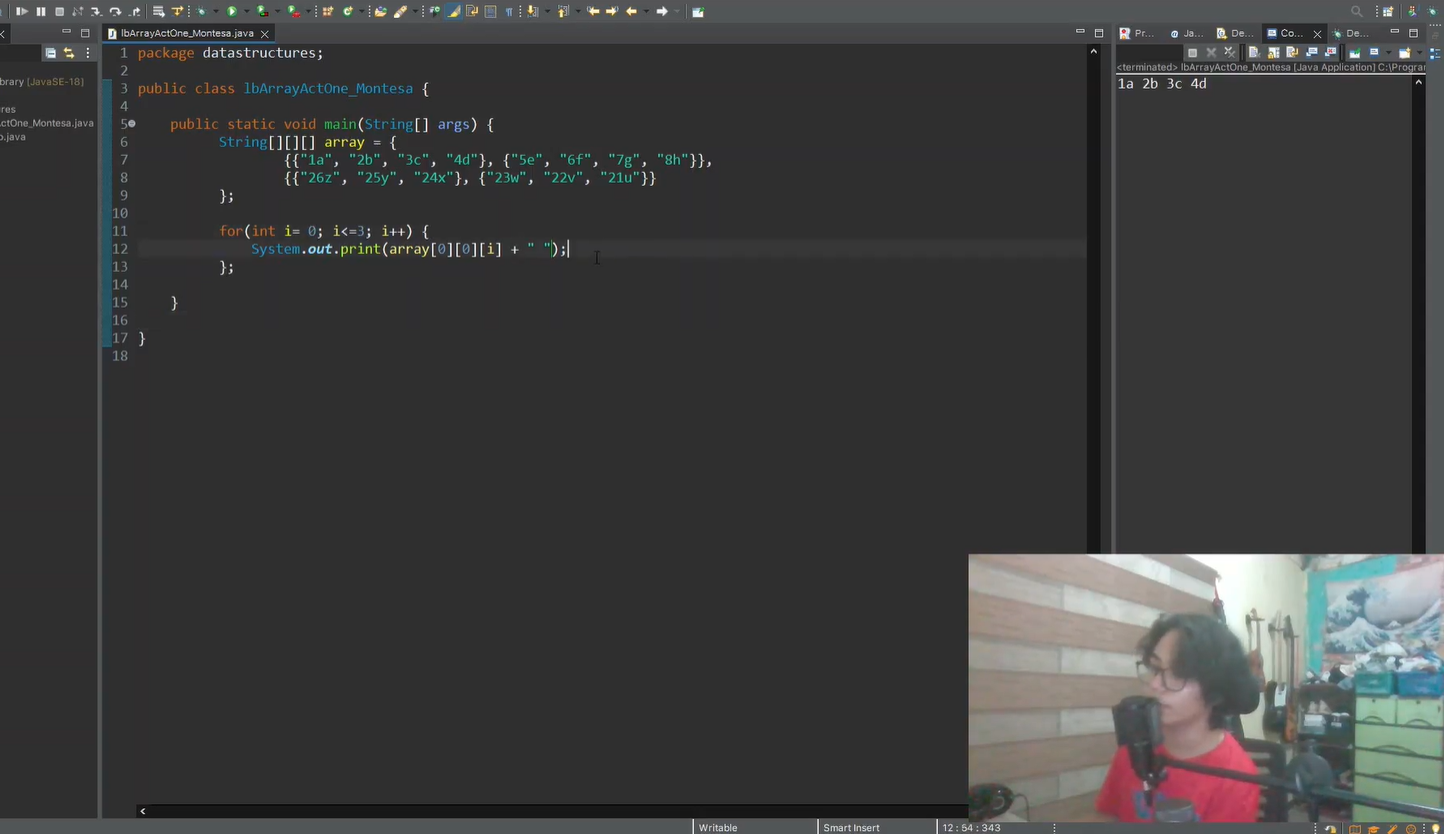 lbArrayActOne_Montesa.java
Pr...
Ja...
De...
Co...
De...
ibrary [JavaSE-18]
res
ctOne_Montesa.java
o.java
1 package datastructures;
2
3 public class lbArrayActOne_Montesa {
4
5 public static void main(String[] args) {
6 String[][][] array = {
7 {{"1a", "2b", "3c", "4d"}, {"5e", "6f", "7g", "8h"}},
8 {{"26z", "25y", "24x"}, {"23w", "22v", "21u"}}
9 };
10
11 for(int i= 0; i<=3; i++) {
12 System.out.print(array[0][0][i] + " ");
13 };
14
15 }
16
17 }
18
<terminated> lbArrayActOne_Montesa [Java Application] C:\Prograr
1a 2b 3c 4d
Writable
Smart Insert
12 : 54 : 343